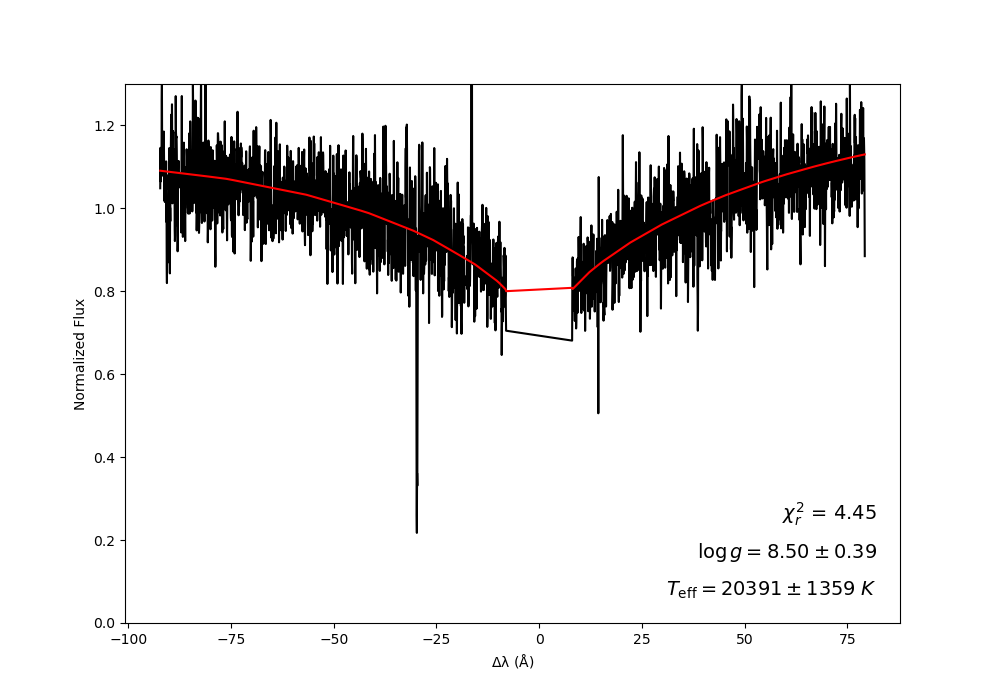 1.2
1.0
0.8
0.6
0.4
0.2
0.0
Normalized Flux
χ²ᵣ = 4.45
log g = 8.50 ± 0.39
T_eff = 20391 ± 1359 K
−100 −75 −50 −25 0 25 50 75
Δλ (Å)